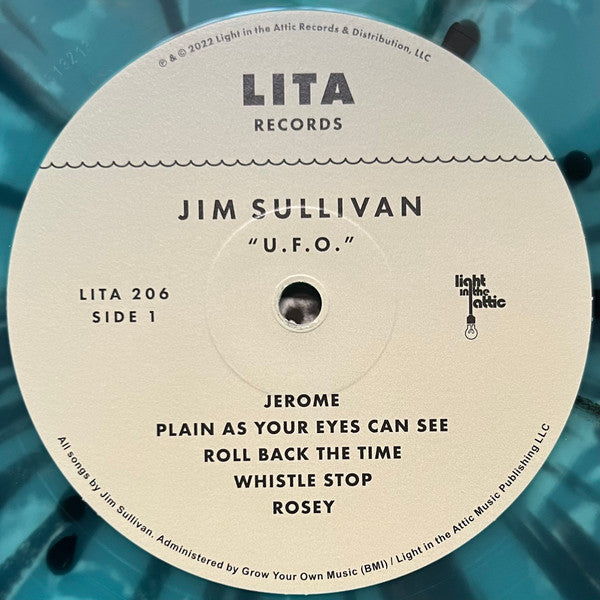 ℗ & © 2022 Light in the Attic Records & Distribution, LLC
LITA
RECORDS
JIM SULLIVAN
"U.F.O."
LITA 206
SIDE 1
light
in the
attic
JEROME
PLAIN AS YOUR EYES CAN SEE
ROLL BACK THE TIME
WHISTLE STOP
ROSEY
All songs by Jim Sullivan. Administered by Grow Your Own Music (BMI) / Light in the Attic Music Publishing LLC